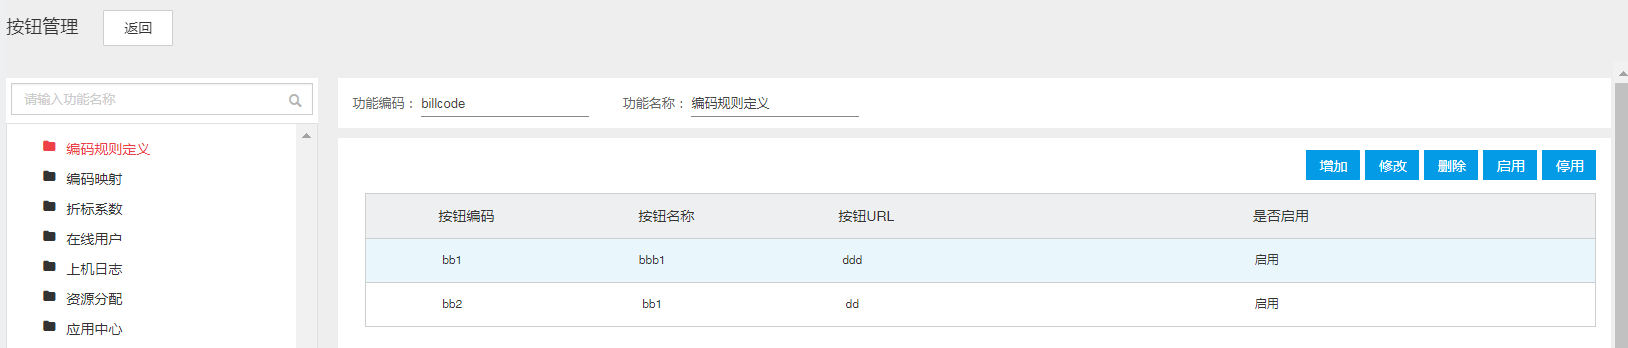 按钮管理 返回
请输入功能名称
编码规则定义
编码映射
折标系数
在线用户
上机日志
资源分配
应用中心
功能编码： billcode 功能名称： 编码规则定义
增加 修改 删除 启用 停用
按钮编码 按钮名称 按钮URL 是否启用
bb1 bbb1 ddd 启用
bb2 bb1 dd 启用